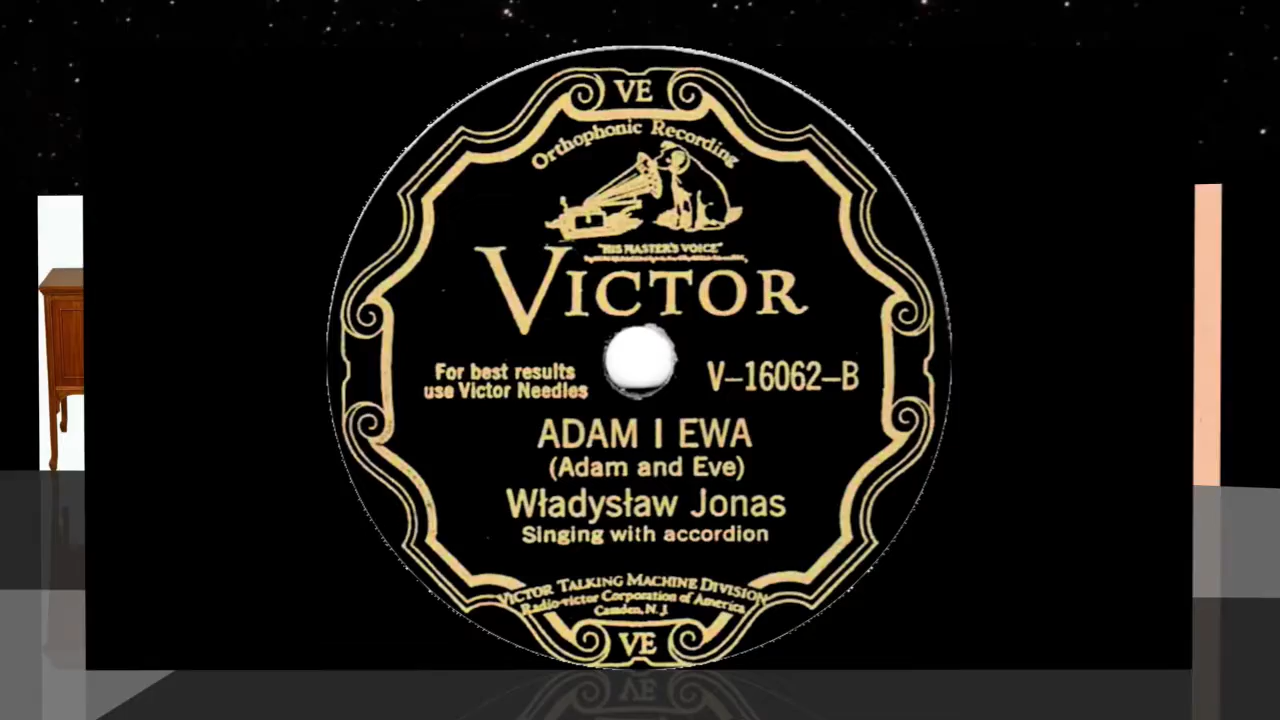 VE
Orthophonic Recording
"HIS MASTER'S VOICE"
VICTOR
For best results
use Victor Needles
V-16062-B
ADAM I EWA
(Adam and Eve)
Władysław Jonas
Singing with accordion
VICTOR TALKING MACHINE DIVISION
Radio-victor Corporation of America
Camden, N. J.
VE